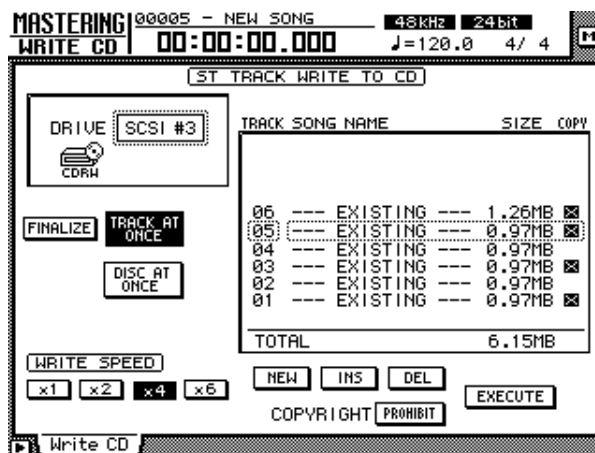 MASTERING 00005 - NEW SONG 48kHz 24bit M
WRITE CD 00:00:00.000 ♩=120.0 4/ 4
ST TRACK WRITE TO CD
DRIVE SCSI #3
CDRW
TRACK SONG NAME SIZE COPY
06 --- EXISTING --- 1.26MB
05 --- EXISTING --- 0.97MB
04 --- EXISTING --- 0.97MB
03 --- EXISTING --- 0.97MB
02 --- EXISTING --- 0.97MB
01 --- EXISTING --- 0.97MB
TOTAL 6.15MB
FINALIZE
TRACK AT
ONCE
DISC AT
ONCE
WRITE SPEED
x1 x2 x4 x6
NEW INS DEL
EXECUTE
COPYRIGHT PROHIBIT
Write CD